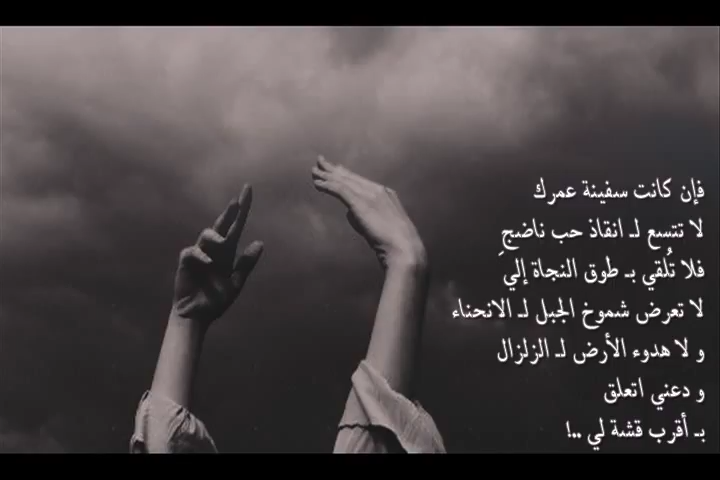 فإن كانت سفينة عمرك
لا تتسع لـ انقاذ حب ناضجٍ
فلا تُلقي بـ طوق النجاة إليَ
لا تعرض شموخ الجبل لـ الانحناء
و لا هدوء الأرض لـ الزلزال
و دعني اتعلق
بـ أقرب قشة لي ..!